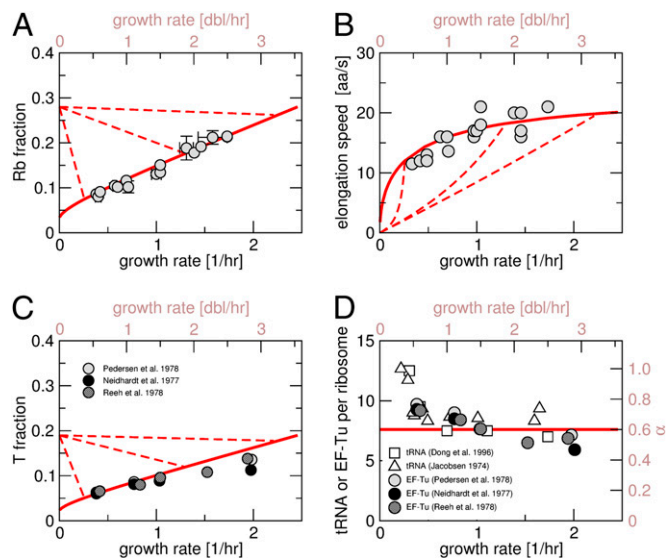 A
growth rate [dbl/hr]
0 1 2 3
0.4
0.3
0.2
0.1
0
Rb fraction
0 1 2
growth rate [1/hr]
B
growth rate [dbl/hr]
0 1 2 3
30
20
10
0
elongation speed [aa/s]
0 1 2
growth rate [1/hr]
C
growth rate [dbl/hr]
0 1 2 3
0.4
0.3
0.2
0.1
0
T fraction
Pedersen et al. 1978
Neidhardt et al. 1977
Reeh et al. 1978
0 1 2
growth rate [1/hr]
D
growth rate [dbl/hr]
0 1 2 3
15
10
5
0
tRNA or EF-Tu per ribosome
1.0
0.8
0.6
0.4
0.2
0.0
α
tRNA (Dong et al. 1996)
tRNA (Jacobsen 1974)
EF-Tu (Pedersen et al. 1978)
EF-Tu (Neidhardt et al. 1977)
EF-Tu (Reeh et al. 1978)
0 1 2
growth rate [1/hr]